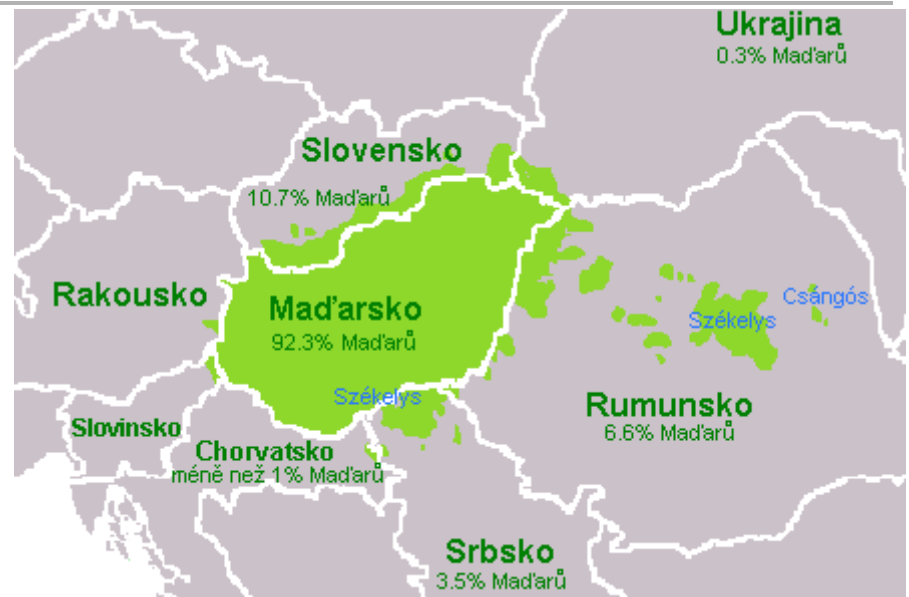 Ukrajina
0.3% Maďarů
Slovensko
10.7% Maďarů
Rakousko
Maďarsko
92.3% Maďarů
Csángós
Székelys
Székelys
Rumunsko
6.6% Maďarů
Slovinsko
Chorvatsko
méně než 1% Maďarů
Srbsko
3.5% Maďarů